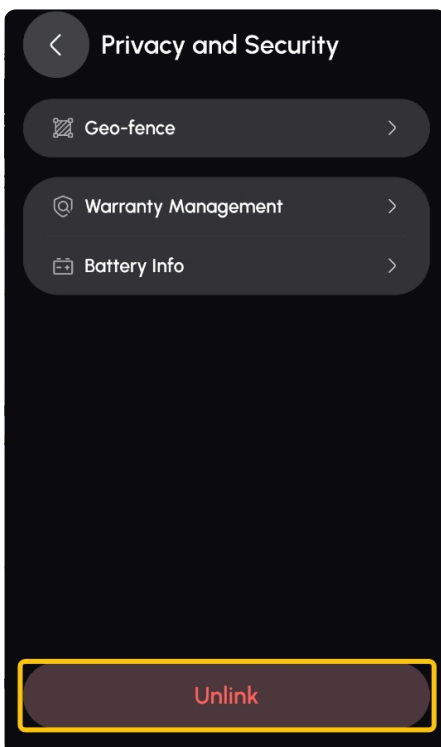 Privacy and Security
Geo-fence
Warranty Management
Battery Info
Unlink